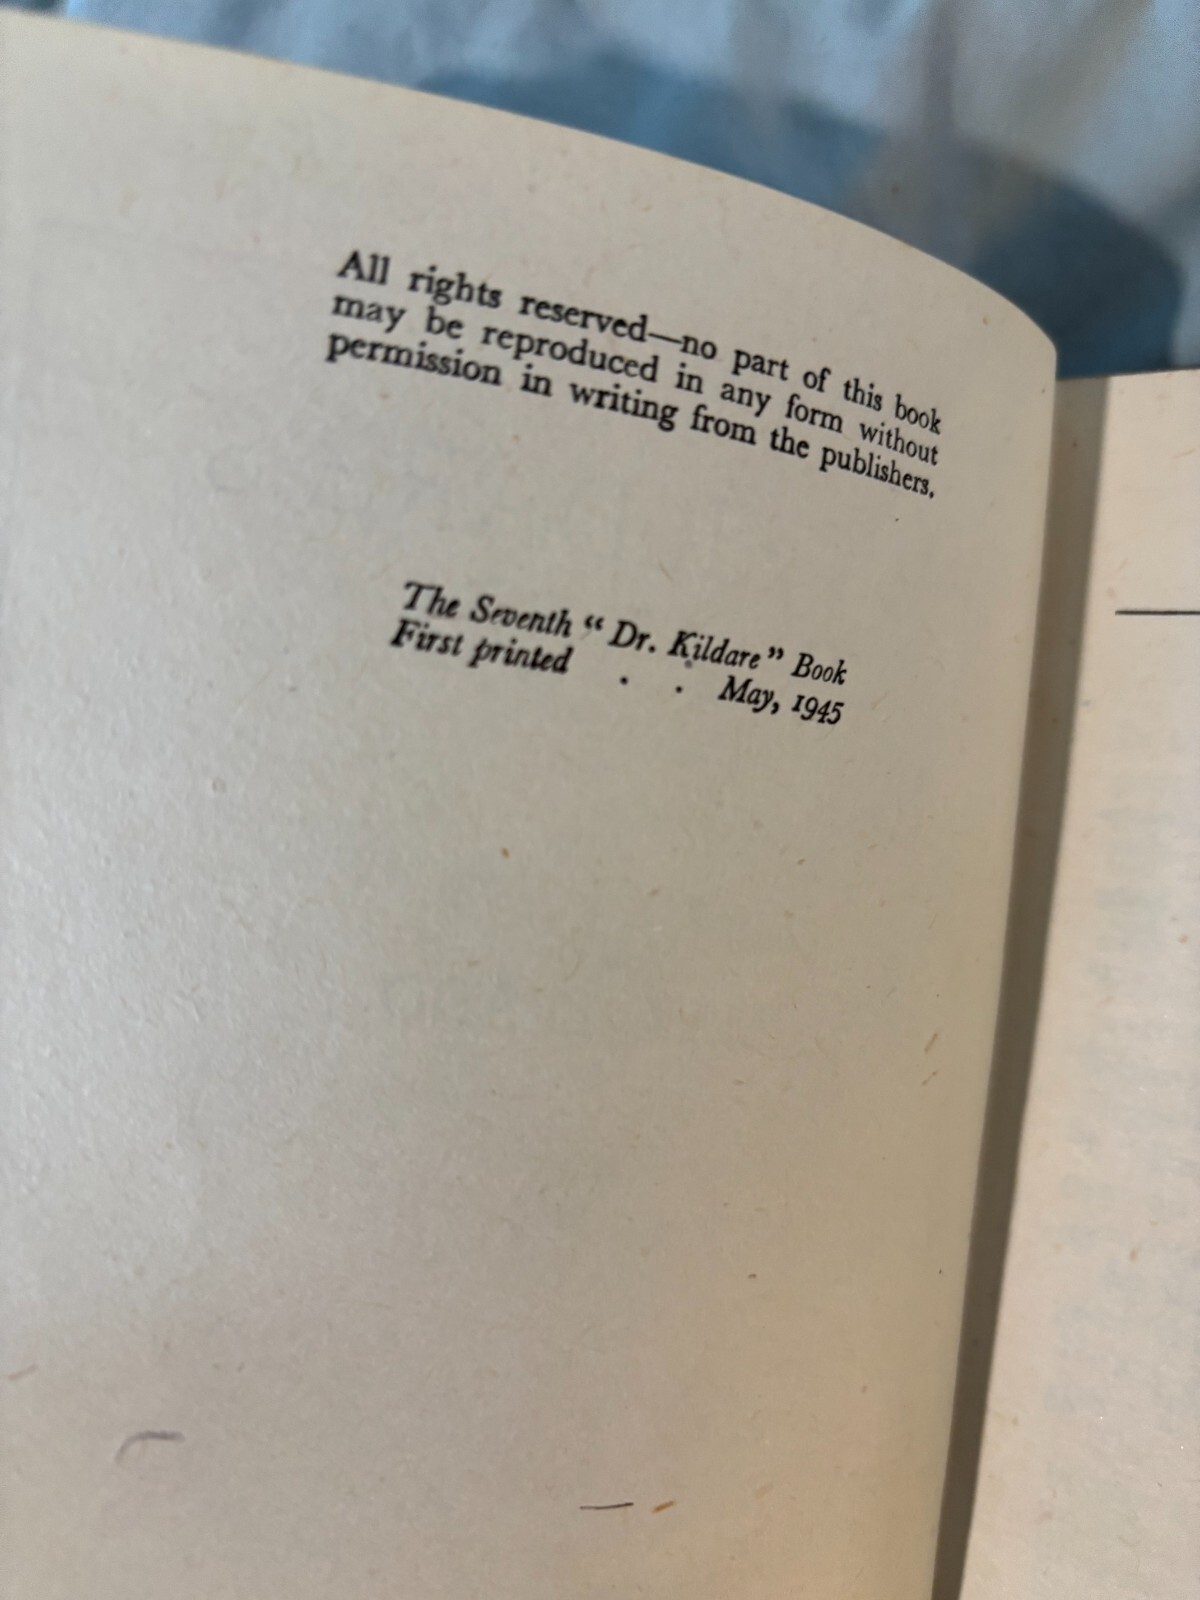 All rights reserved—no part of this book
may be reproduced in any form without
permission in writing from the publishers.
The Seventh “ Dr. Kildare ” Book
First printed . . May, 1945